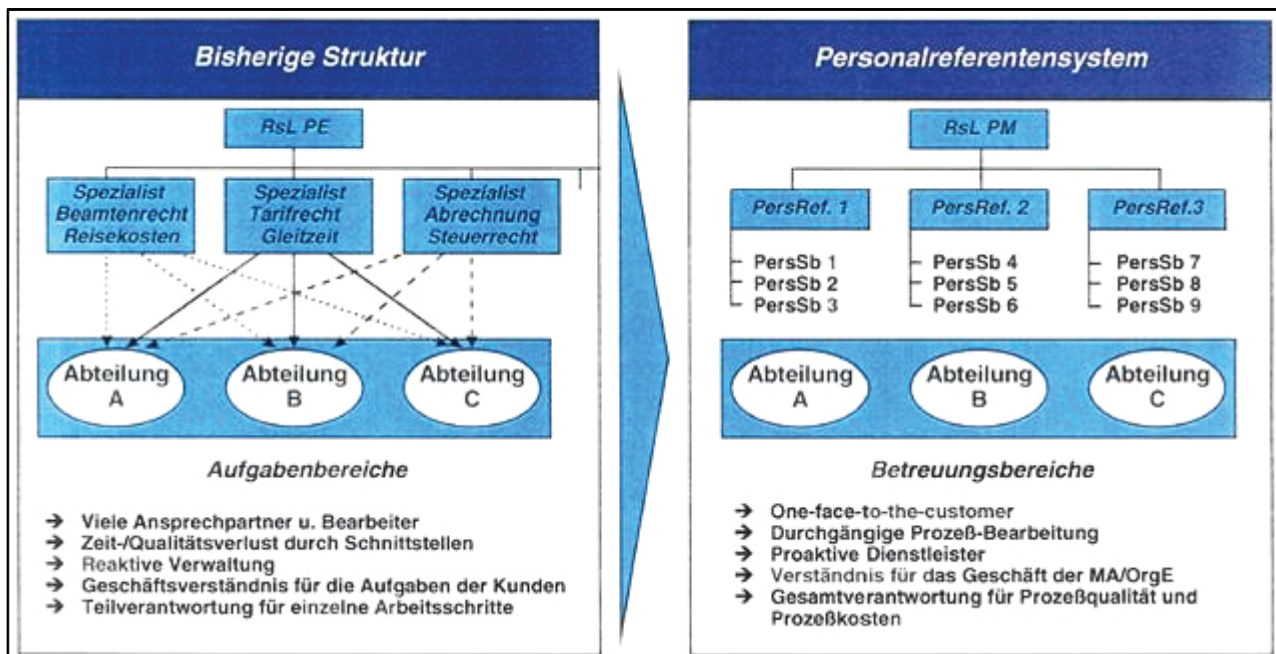 Bisherige Struktur
RsL PE
Spezialist
Beamtenrecht
Reisekosten
Spezialist
Tarifrecht
Gleitzeit
Spezialist
Abrechnung
Steuerrecht
Abteilung
A
Abteilung
B
Abteilung
C
Aufgabenbereiche
➔ Viele Ansprechpartner u. Bearbeiter
➔ Zeit-/Qualitätsverlust durch Schnittstellen
➔ Reaktive Verwaltung
➔ Geschäftsverständnis für die Aufgaben der Kunden
➔ Teilverantwortung für einzelne Arbeitsschritte
Personalreferentensystem
RsL PM
PersRef. 1
PersRef. 2
PersRef.3
PersSb 1
PersSb 2
PersSb 3
PersSb 4
PersSb 5
PersSb 6
PersSb 7
PersSb 8
PersSb 9
Abteilung
A
Abteilung
B
Abteilung
C
Betreuungsbereiche
➔ One-face-to-the-customer
➔ Durchgängige Prozeß-Bearbeitung
➔ Proaktive Dienstleister
➔ Verständnis für das Geschäft der MA/OrgE
➔ Gesamtverantwortung für Prozeßqualität und
Prozeßkosten